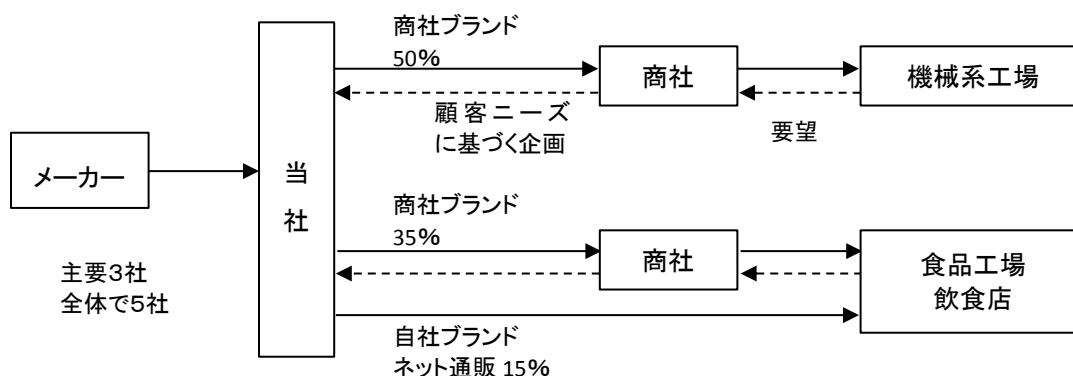 商社ブランド
50%
商社
機械系工場
顧客ニーズ
に基づく企画
要望
メーカー
当
社
主要3社
全体で5社
商社ブランド
35%
商社
食品工場
飲食店
自社ブランド
ネット通販 15%